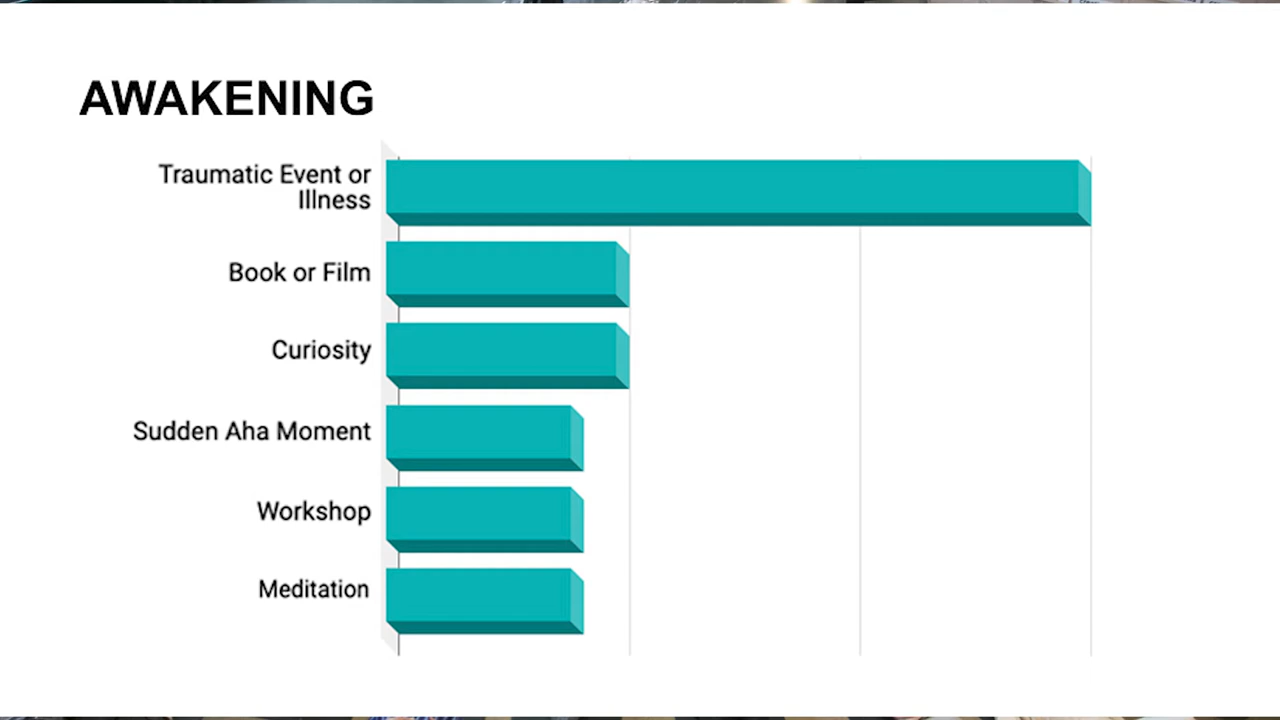 AWAKENING
Traumatic Event or
Illness
Book or Film
Curiosity
Sudden Aha Moment
Workshop
Meditation